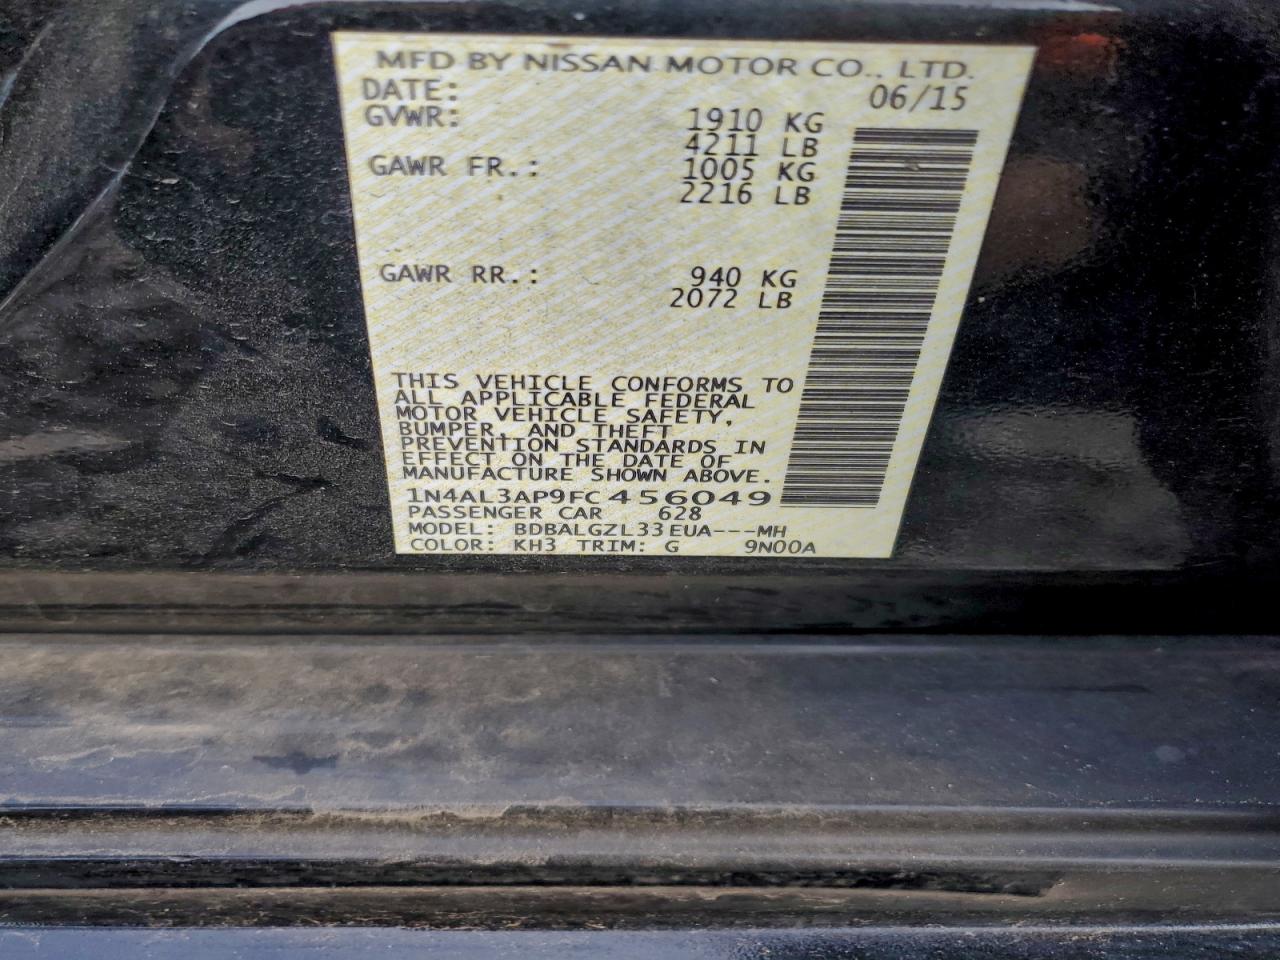 MFD BY NISSAN MOTOR CO., LTD.
DATE: 06/15
GVWR: 1910 KG
4211 LB
GAWR FR.: 1005 KG
2216 LB
GAWR RR.: 940 KG
2072 LB
THIS VEHICLE CONFORMS TO
ALL APPLICABLE FEDERAL
MOTOR VEHICLE SAFETY,
BUMPER, AND THEFT
PREVENTION STANDARDS IN
EFFECT ON THE DATE OF
MANUFACTURE SHOWN ABOVE.
1N4AL3AP9FC456049
PASSENGER CAR 628
MODEL: BDBALGZL33EUA---MH
COLOR: KH3 TRIM: G 9N00A